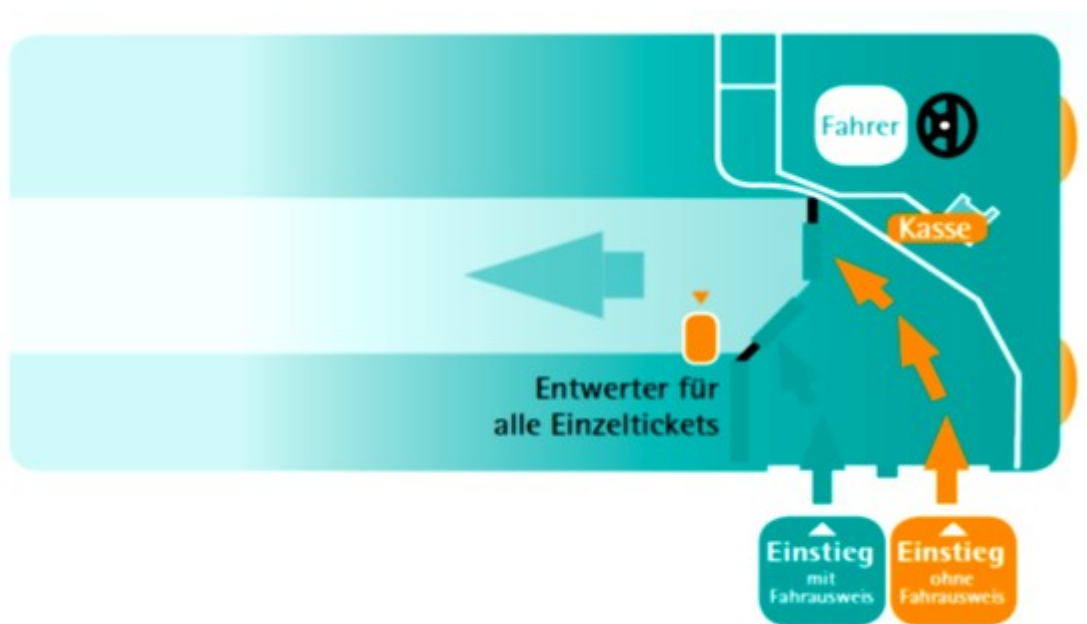 Fahrer
Kasse
Entwerter für
alle Einzeltickets
Einstieg
mit
Fahrausweis
Einstieg
ohne
Fahrausweis